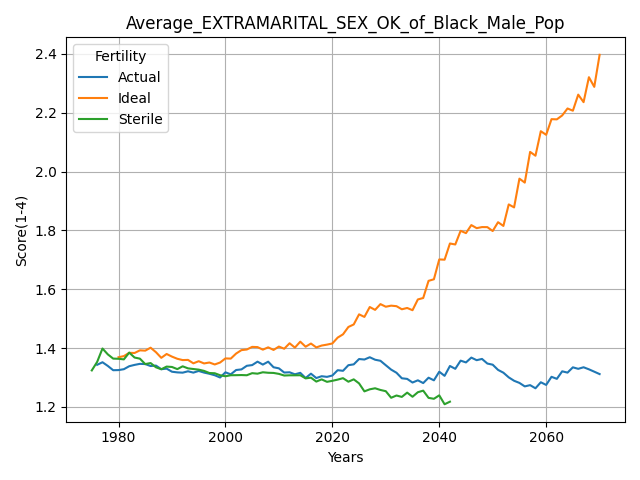 Average_EXTRAMARITAL_SEX_OK_of_Black_Male_Pop
Fertility
Actual
Ideal
Sterile
Score(1-4)
2.4
2.2
2.0
1.8
1.6
1.4
1.2
1980 2000 2020 2040 2060
Years